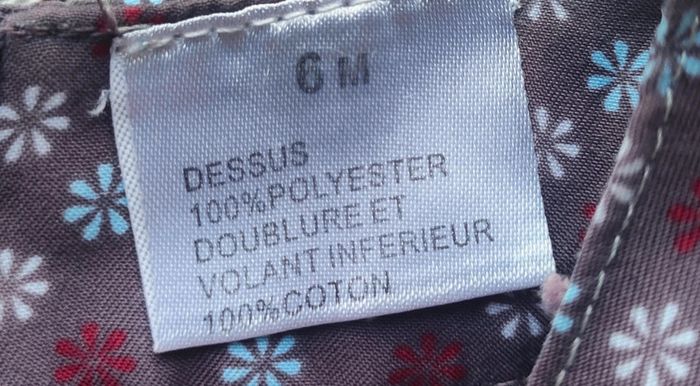 6 M
DESSUS
100%POLYESTER
DOUBLURE ET
VOLANT INFERIEUR
100%COTON